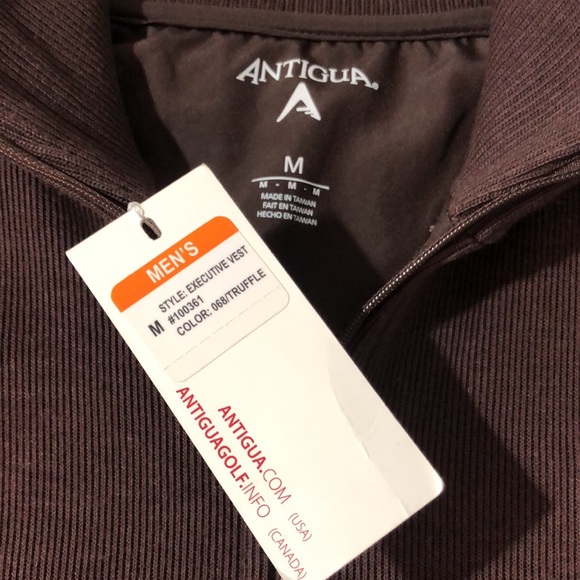 ANTIGUA®
M
M - M - M
MADE IN TAIWAN
FAIT EN TAIWAN
HECHO EN TAIWAN
MEN'S
STYLE: EXECUTIVE VEST
M #100361
COLOR: 068/TRUFFLE
ANTIGUA.COM (USA)
ANTIGUAGOLF.INFO (CANADA)